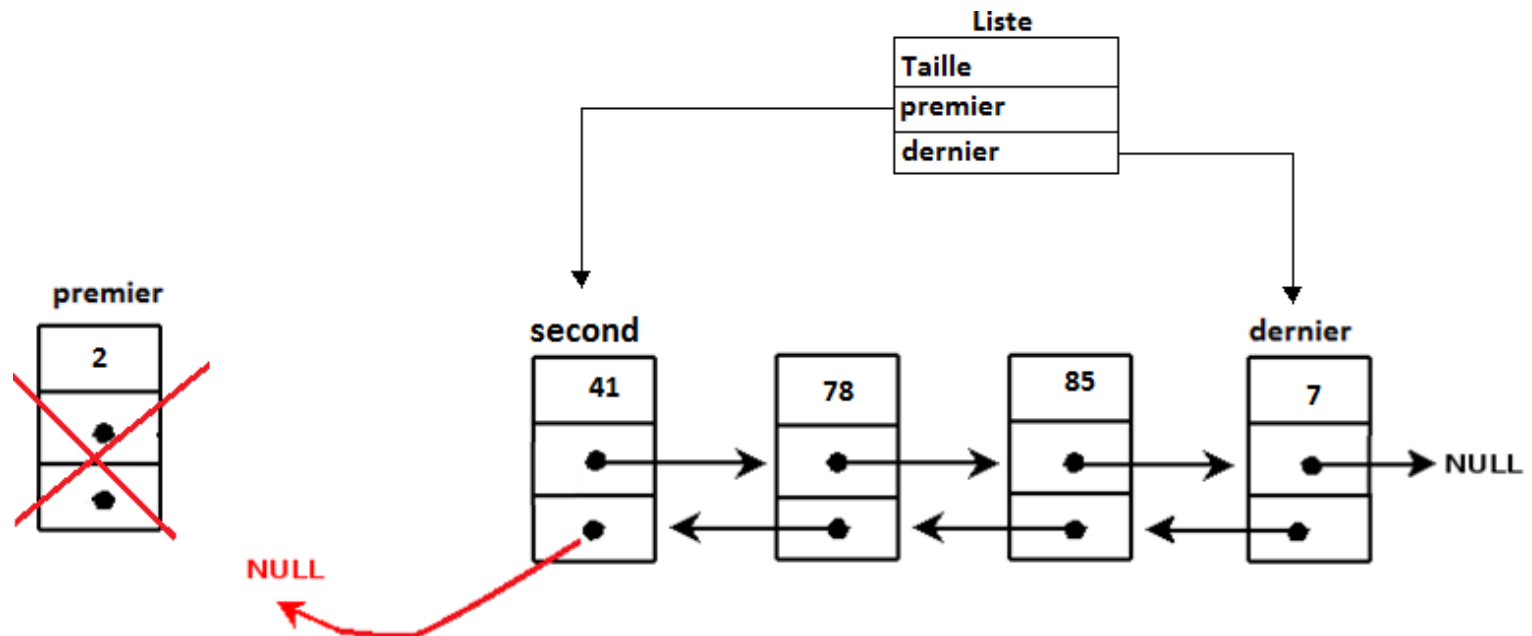 Liste
Taille
premier
dernier
premier
2
second
41
78
85
dernier
7
NULL
NULL